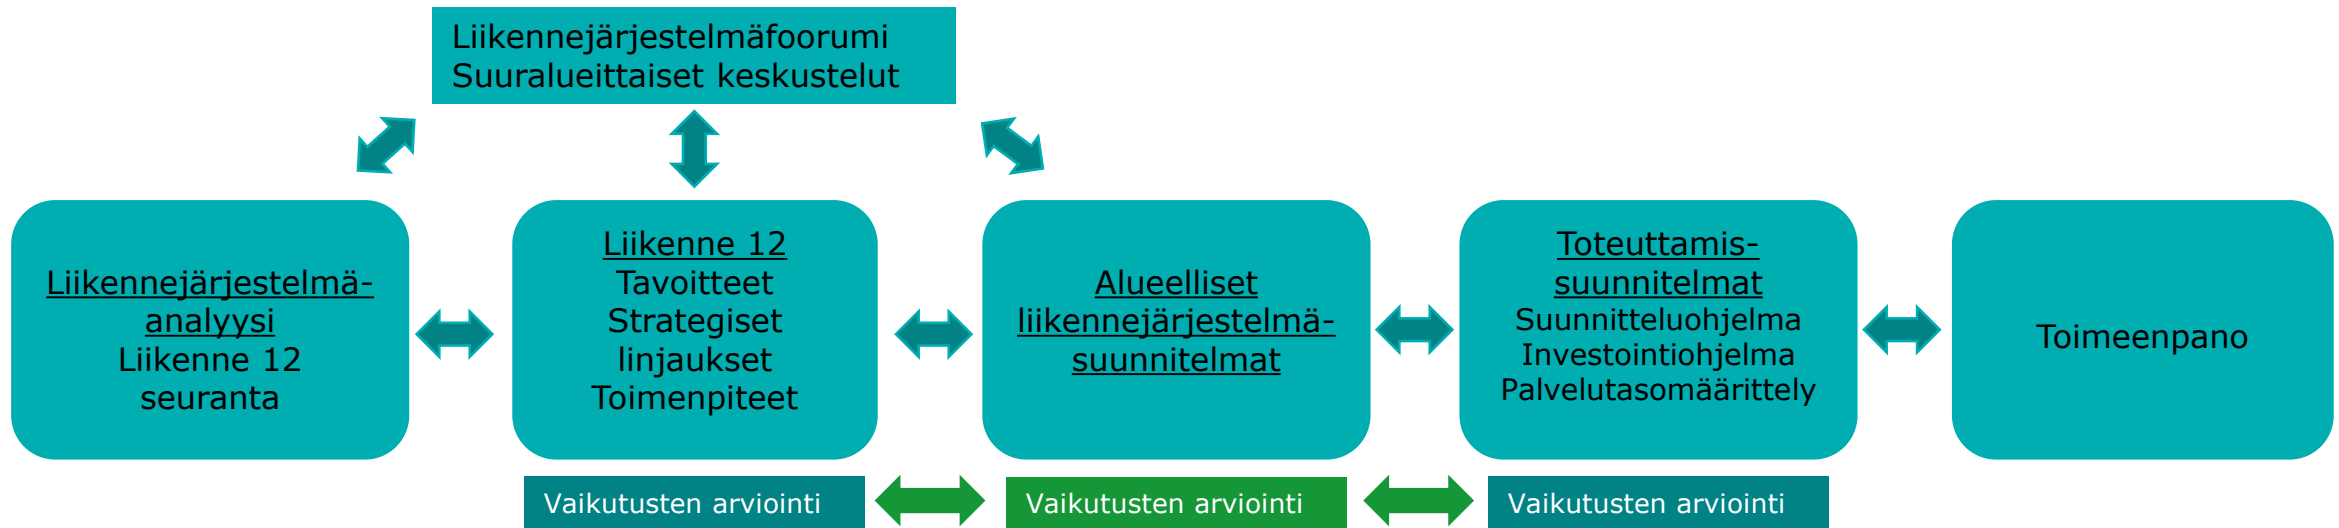 Liikennejärjestelmäfoorumi
Suuralueittaiset keskustelut
Liikennejärjestelmä-
analyysi
Liikenne 12
seuranta
Liikenne 12
Tavoitteet
Strategiset
linjaukset
Toimenpiteet
Alueelliset
liikennejärjestelmä-
suunnitelmat
Toteuttamis-
suunnitelmat
Suunnitteluohjelma
Investointiohjelma
Palvelutasomäärittely
Toimeenpano
Vaikutusten arviointi
Vaikutusten arviointi
Vaikutusten arviointi